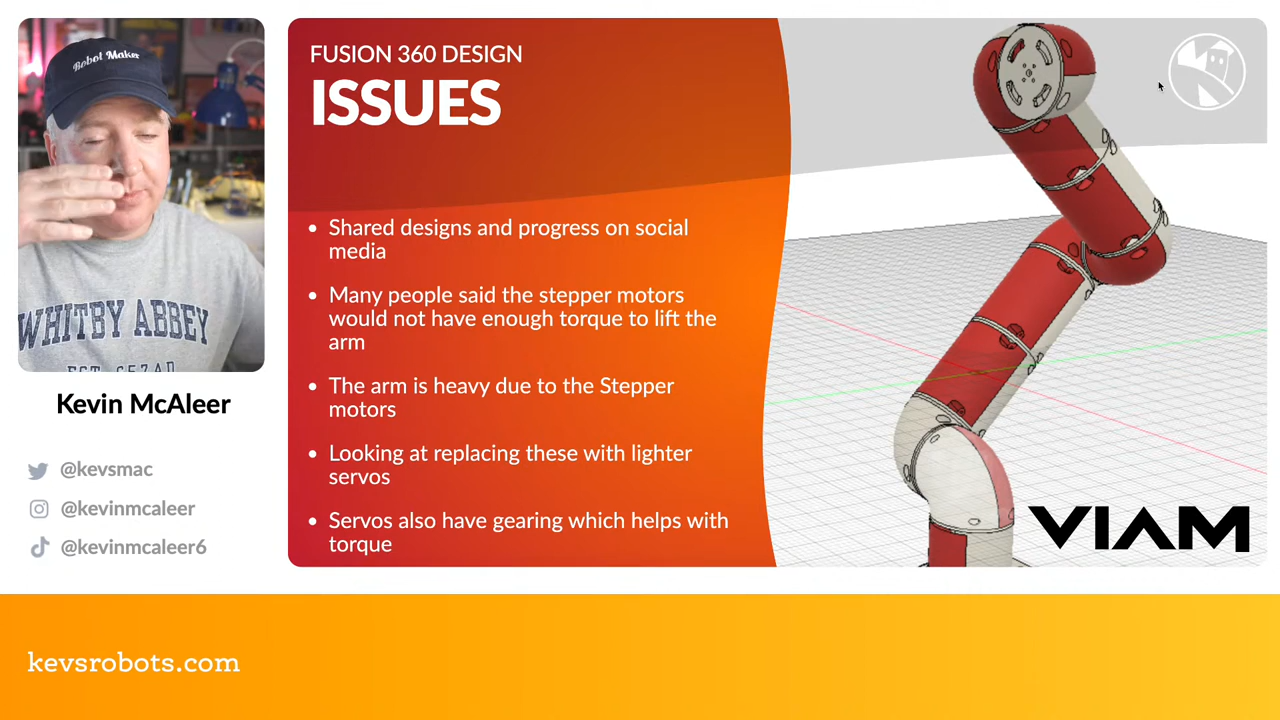 Robot Maker
WHITBY ABBEY
EST. 657AD
Kevin McAleer
@kevsmac
@kevinmcaleer
@kevinmcaleer6
FUSION 360 DESIGN
ISSUES
• Shared designs and progress on social
media
• Many people said the stepper motors
would not have enough torque to lift the
arm
• The arm is heavy due to the Stepper
motors
• Looking at replacing these with lighter
servos
• Servos also have gearing which helps with
torque
VIAM
kevsrobots.com